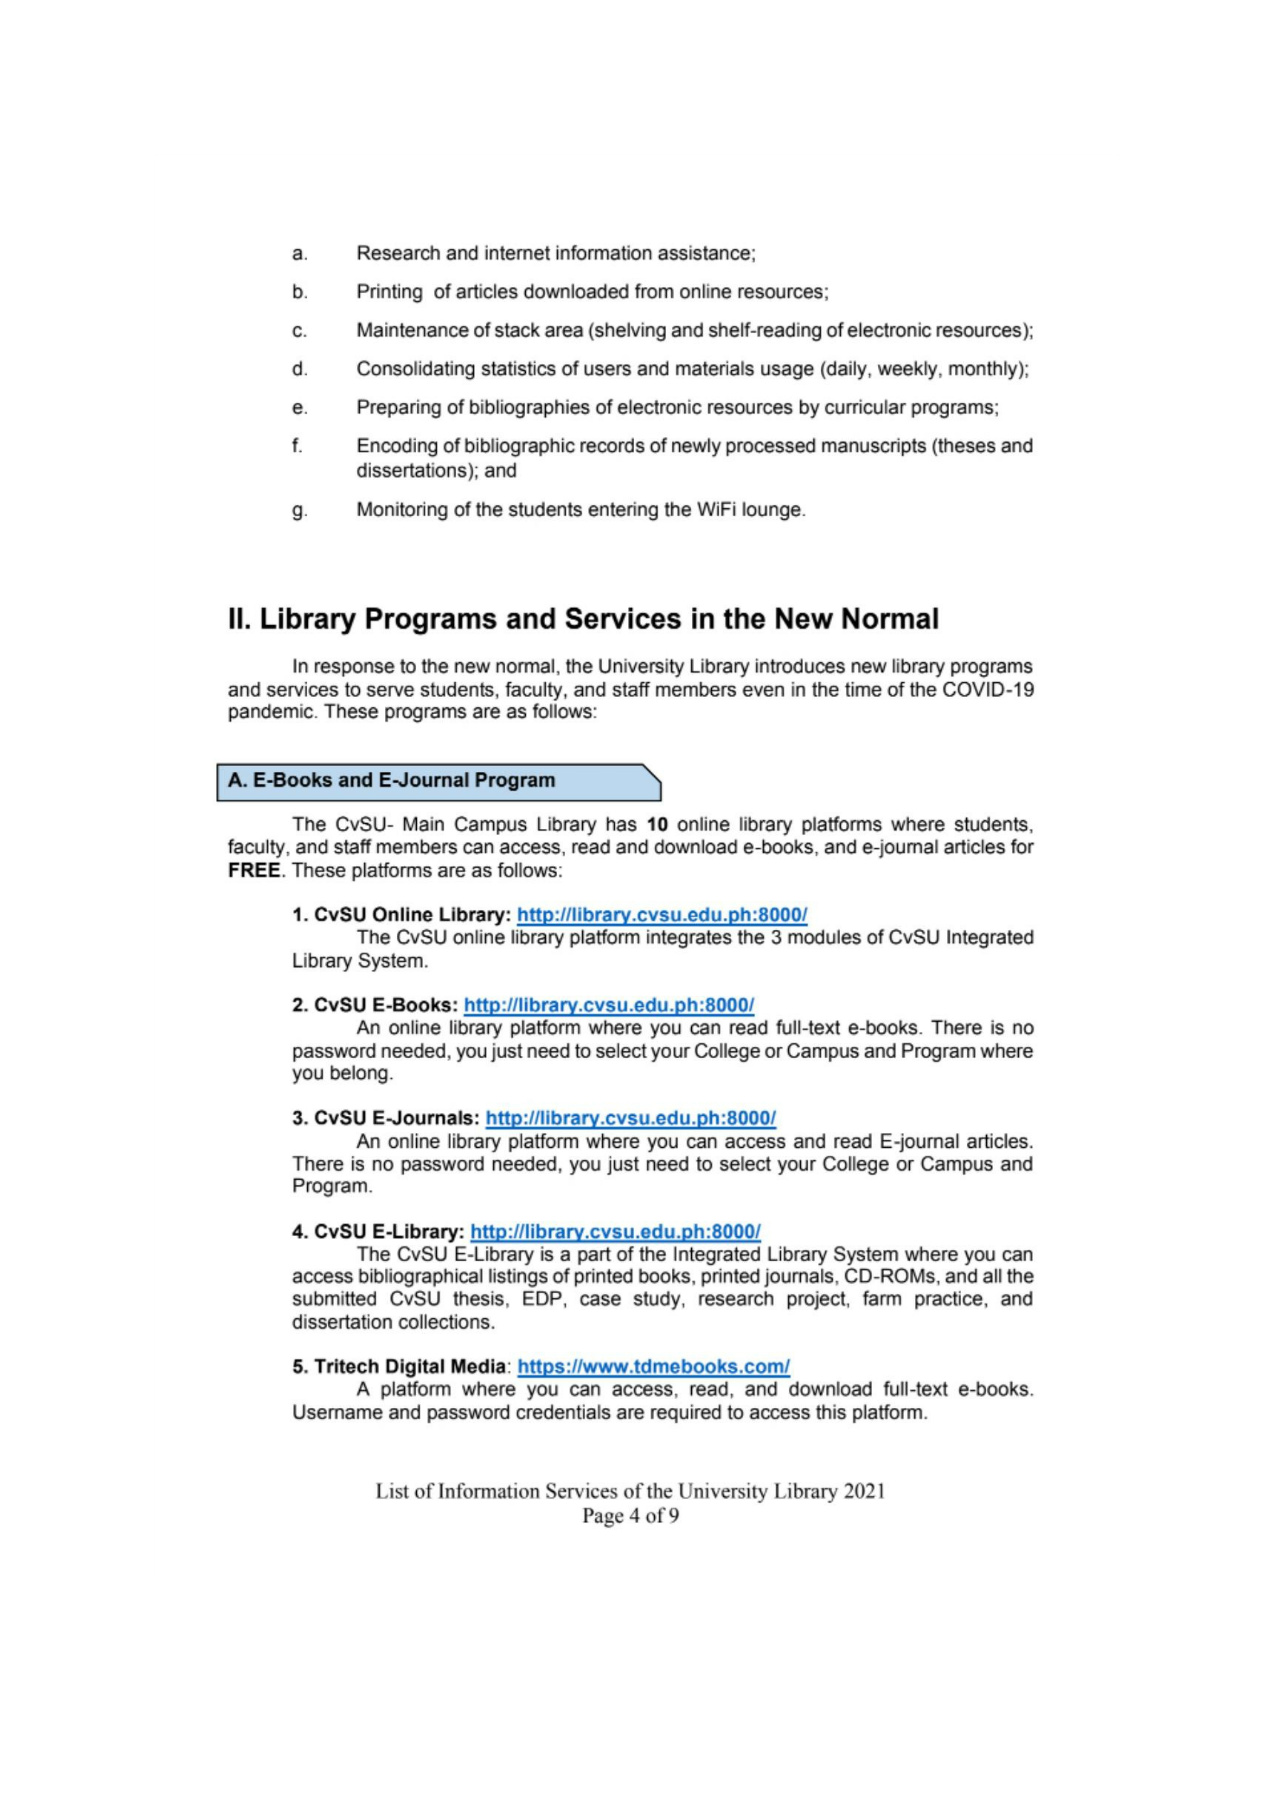 a. Research and internet information assistance;
b. Printing of articles downloaded from online resources;
c. Maintenance of stack area (shelving and shelf-reading of electronic resources);
d. Consolidating statistics of users and materials usage (daily, weekly, monthly);
e. Preparing of bibliographies of electronic resources by curricular programs;
f. Encoding of bibliographic records of newly processed manuscripts (theses and
dissertations); and
g. Monitoring of the students entering the WiFi lounge.
II. Library Programs and Services in the New Normal
In response to the new normal, the University Library introduces new library programs
and services to serve students, faculty, and staff members even in the time of the COVID-19
pandemic. These programs are as follows:
A. E-Books and E-Journal Program
The CvSU- Main Campus Library has 10 online library platforms where students,
faculty, and staff members can access, read and download e-books, and e-journal articles for
FREE. These platforms are as follows:
1. CvSU Online Library: http://library.cvsu.edu.ph:8000/
The CvSU online library platform integrates the 3 modules of CvSU Integrated
Library System.
2. CvSU E-Books: http://library.cvsu.edu.ph:8000/
An online library platform where you can read full-text e-books. There is no
password needed, you just need to select your College or Campus and Program where
you belong.
3. CvSU E-Journals: http://library.cvsu.edu.ph:8000/
An online library platform where you can access and read E-journal articles.
There is no password needed, you just need to select your College or Campus and
Program.
4. CvSU E-Library: http://library.cvsu.edu.ph:8000/
The CvSU E-Library is a part of the Integrated Library System where you can
access bibliographical listings of printed books, printed journals, CD-ROMs, and all the
submitted CvSU thesis, EDP, case study, research project, farm practice, and
dissertation collections.
5. Tritech Digital Media: https://www.tdmebooks.com/
A platform where you can access, read, and download full-text e-books.
Username and password credentials are required to access this platform.
List of Information Services of the University Library 2021
Page 4 of 9